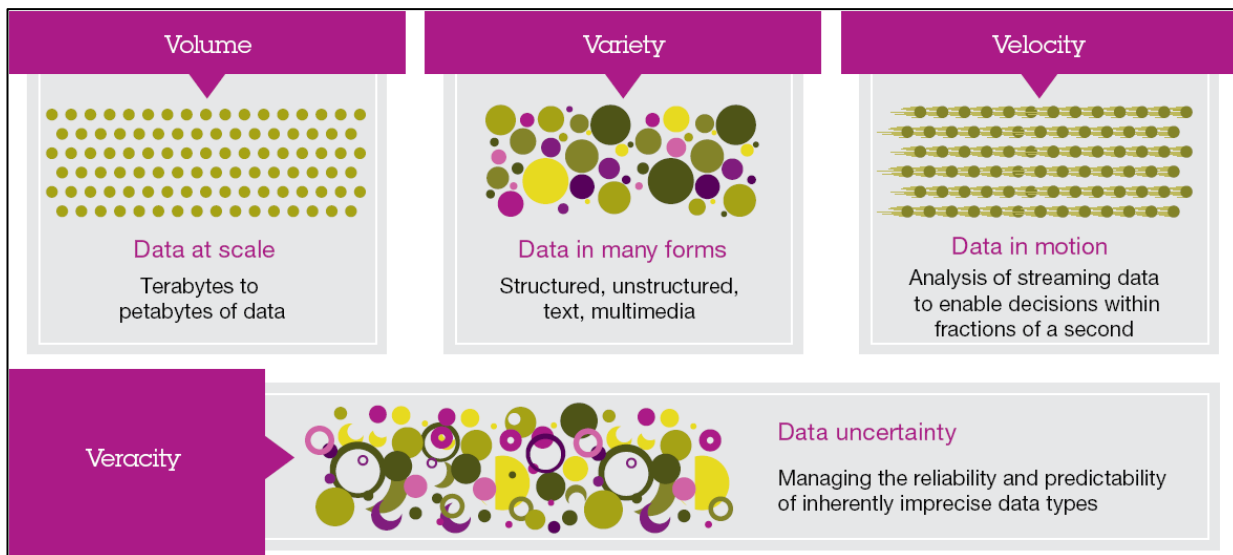 Volume
Data at scale
Terabytes to
petabytes of data
Variety
Data in many forms
Structured, unstructured,
text, multimedia
Velocity
Data in motion
Analysis of streaming data
to enable decisions within
fractions of a second
Veracity
Data uncertainty
Managing the reliability and predictability
of inherently imprecise data types